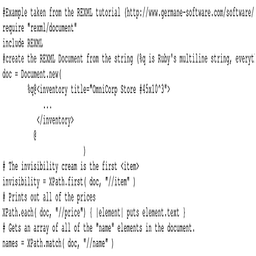 #Example taken from the REXML tutorial (http://www.germane-software.com/software/
require "rexml/document"
include REXML
#create the REXML Document from the string (%q is Ruby's multiline string, everyt
doc = Document.new(
%q@<inventory title="OmniCorp Store #45x10^3">
...
</inventory>
@
)
# The invisibility cream is the first <item>
invisibility = XPath.first( doc, "//item" )
# Prints out all of the prices
XPath.each( doc, "//price") { |element| puts element.text }
# Gets an array of all of the "name" elements in the document.
names = XPath.match( doc, "//name" )